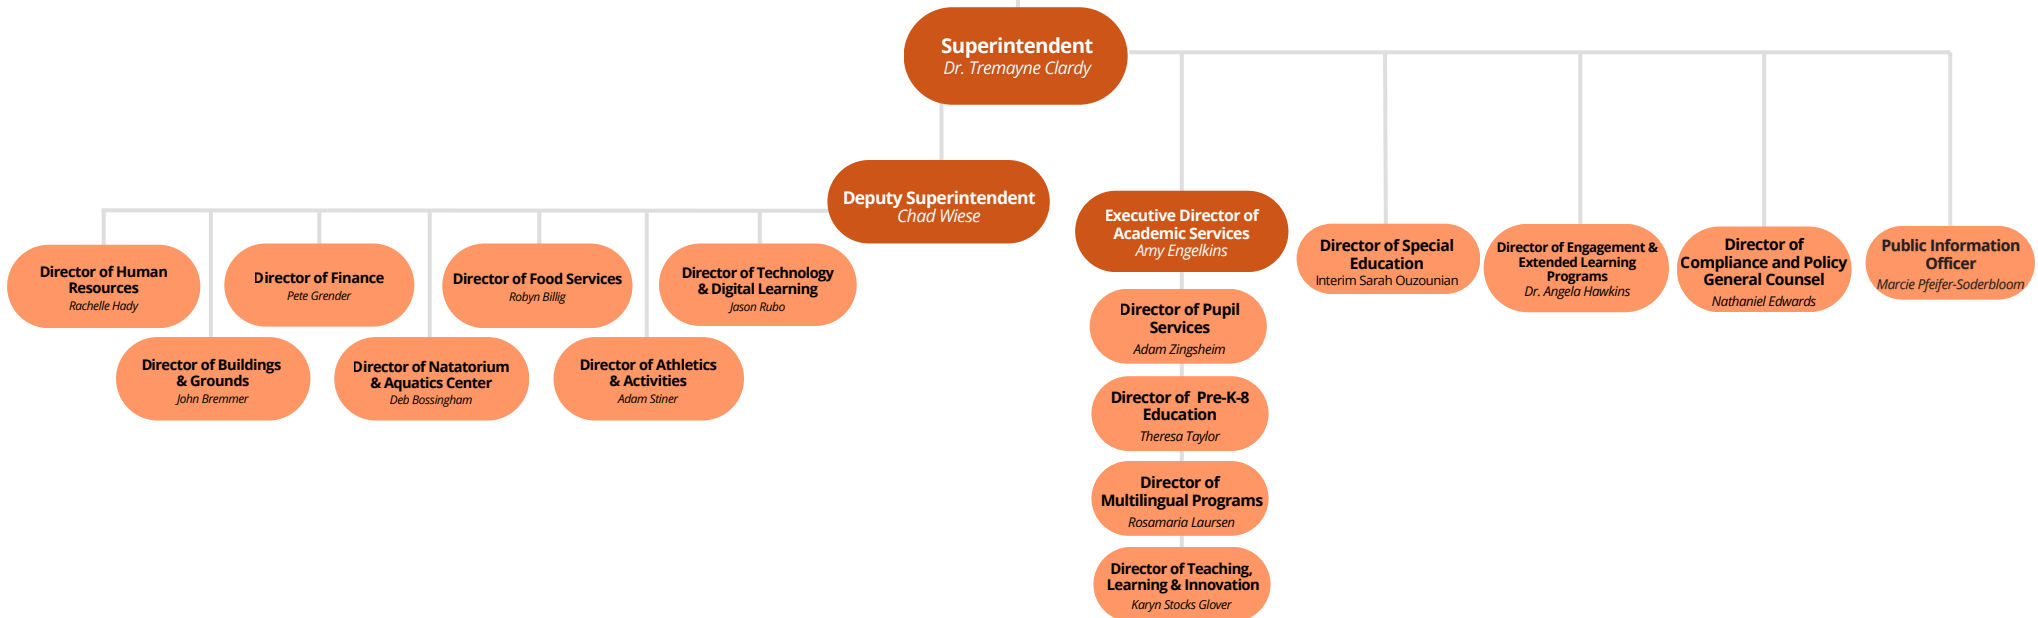 Superintendent
Dr. Tremayne Clardy
Deputy Superintendent
Chad Wiese
Director of Human
Resources
Rachelle Hady
Director of Finance
Pete Grender
Director of Food Services
Robyn Billig
Director of Technology
& Digital Learning
Jason Rubo
Director of Buildings
& Grounds
John Bremmer
Director of Natatorium
& Aquatics Center
Deb Bossingham
Director of Athletics
& Activities
Adam Stiner
Executive Director of
Academic Services
Amy Engelkins
Director of Pupil
Services
Adam Zingsheim
Director of Pre-K-8
Education
Theresa Taylor
Director of
Multilingual Programs
Rosamaria Laursen
Director of Teaching,
Learning & Innovation
Karyn Stocks Glover
Director of Special
Education
Interim Sarah Ouzounian
Director of Engagement &
Extended Learning
Programs
Dr. Angela Hawkins
Director of
Compliance and Policy
General Counsel
Nathaniel Edwards
Public Information
Officer
Marcie Pfeifer-Soderbloom